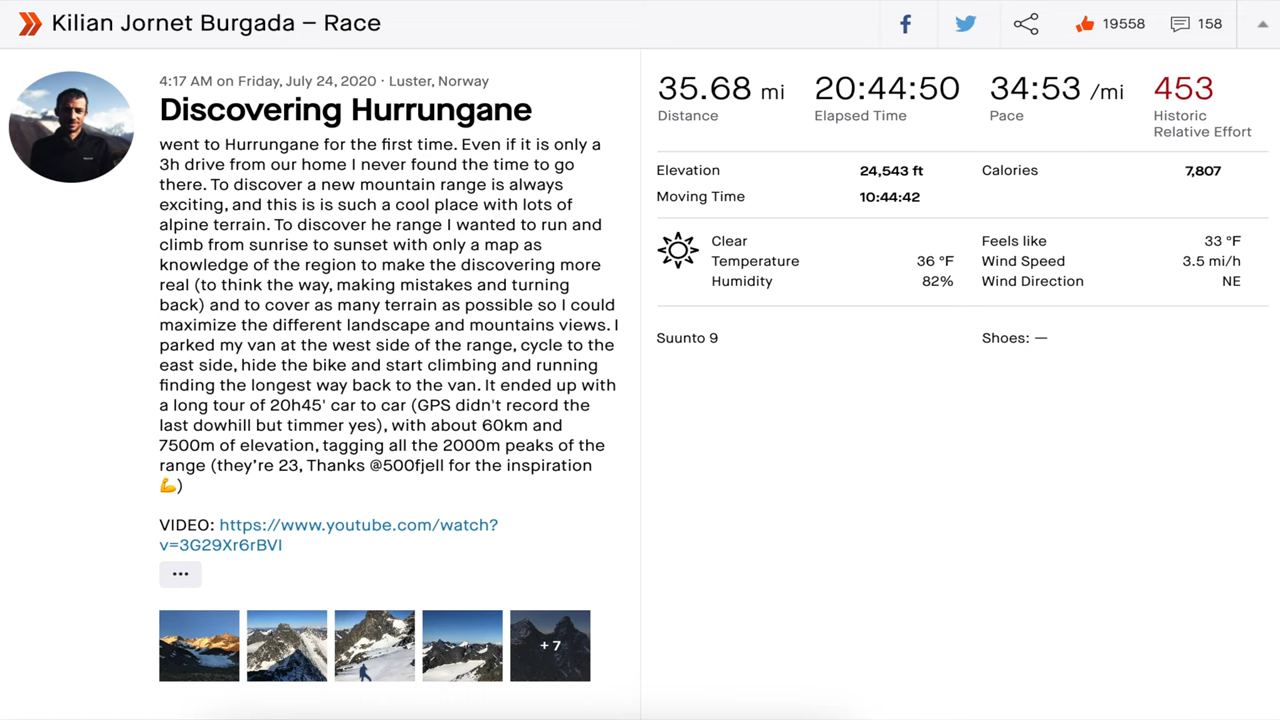 Kilian Jornet Burgada – Race
19558
158
4:17 AM on Friday, July 24, 2020 · Luster, Norway
Discovering Hurrungane
went to Hurrungane for the first time. Even if it is only a
3h drive from our home I never found the time to go
there. To discover a new mountain range is always
exciting, and this is is such a cool place with lots of
alpine terrain. To discover he range I wanted to run and
climb from sunrise to sunset with only a map as
knowledge of the region to make the discovering more
real (to think the way, making mistakes and turning
back) and to cover as many terrain as possible so I could
maximize the different landscape and mountains views. I
parked my van at the west side of the range, cycle to the
east side, hide the bike and start climbing and running
finding the longest way back to the van. It ended up with
a long tour of 20h45' car to car (GPS didn't record the
last dowhill but timmer yes), with about 60km and
7500m of elevation, tagging all the 2000m peaks of the
range (they’re 23, Thanks @500fjell for the inspiration
💪)
VIDEO: https://www.youtube.com/watch?
v=3G29Xr6rBVI
•••
+7
35.68 mi
Distance
20:44:50
Elapsed Time
34:53 /mi
Pace
453
Historic
Relative Effort
Elevation 24,543 ft
Calories 7,807
Moving Time 10:44:42
Clear
Feels like 33 °F
Temperature 36 °F
Wind Speed 3.5 mi/h
Humidity 82%
Wind Direction NE
Suunto 9
Shoes: —